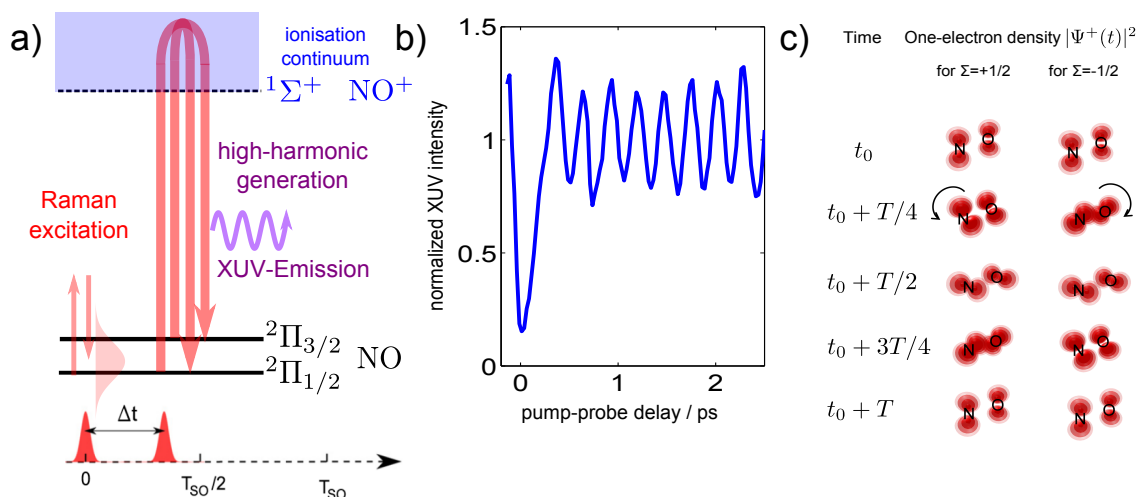 a)
ionisation
continuum
¹Σ⁺ NO⁺
high-harmonic
generation
XUV-Emission
Raman
excitation
²Π₃/₂
²Π₁/₂
NO
Δt
0
T_SO/2
T_SO
b)
normalized XUV intensity
1.5
1
0.5
0
0
1
2
pump-probe delay / ps
c)
Time
One-electron density |Ψ⁺(t)|²
for Σ=+1/2
for Σ=-1/2
t₀
N O N O
t₀ + T/4
N O N O
t₀ + T/2
N O N O
t₀ + 3T/4
N O N O
t₀ + T
N O N O